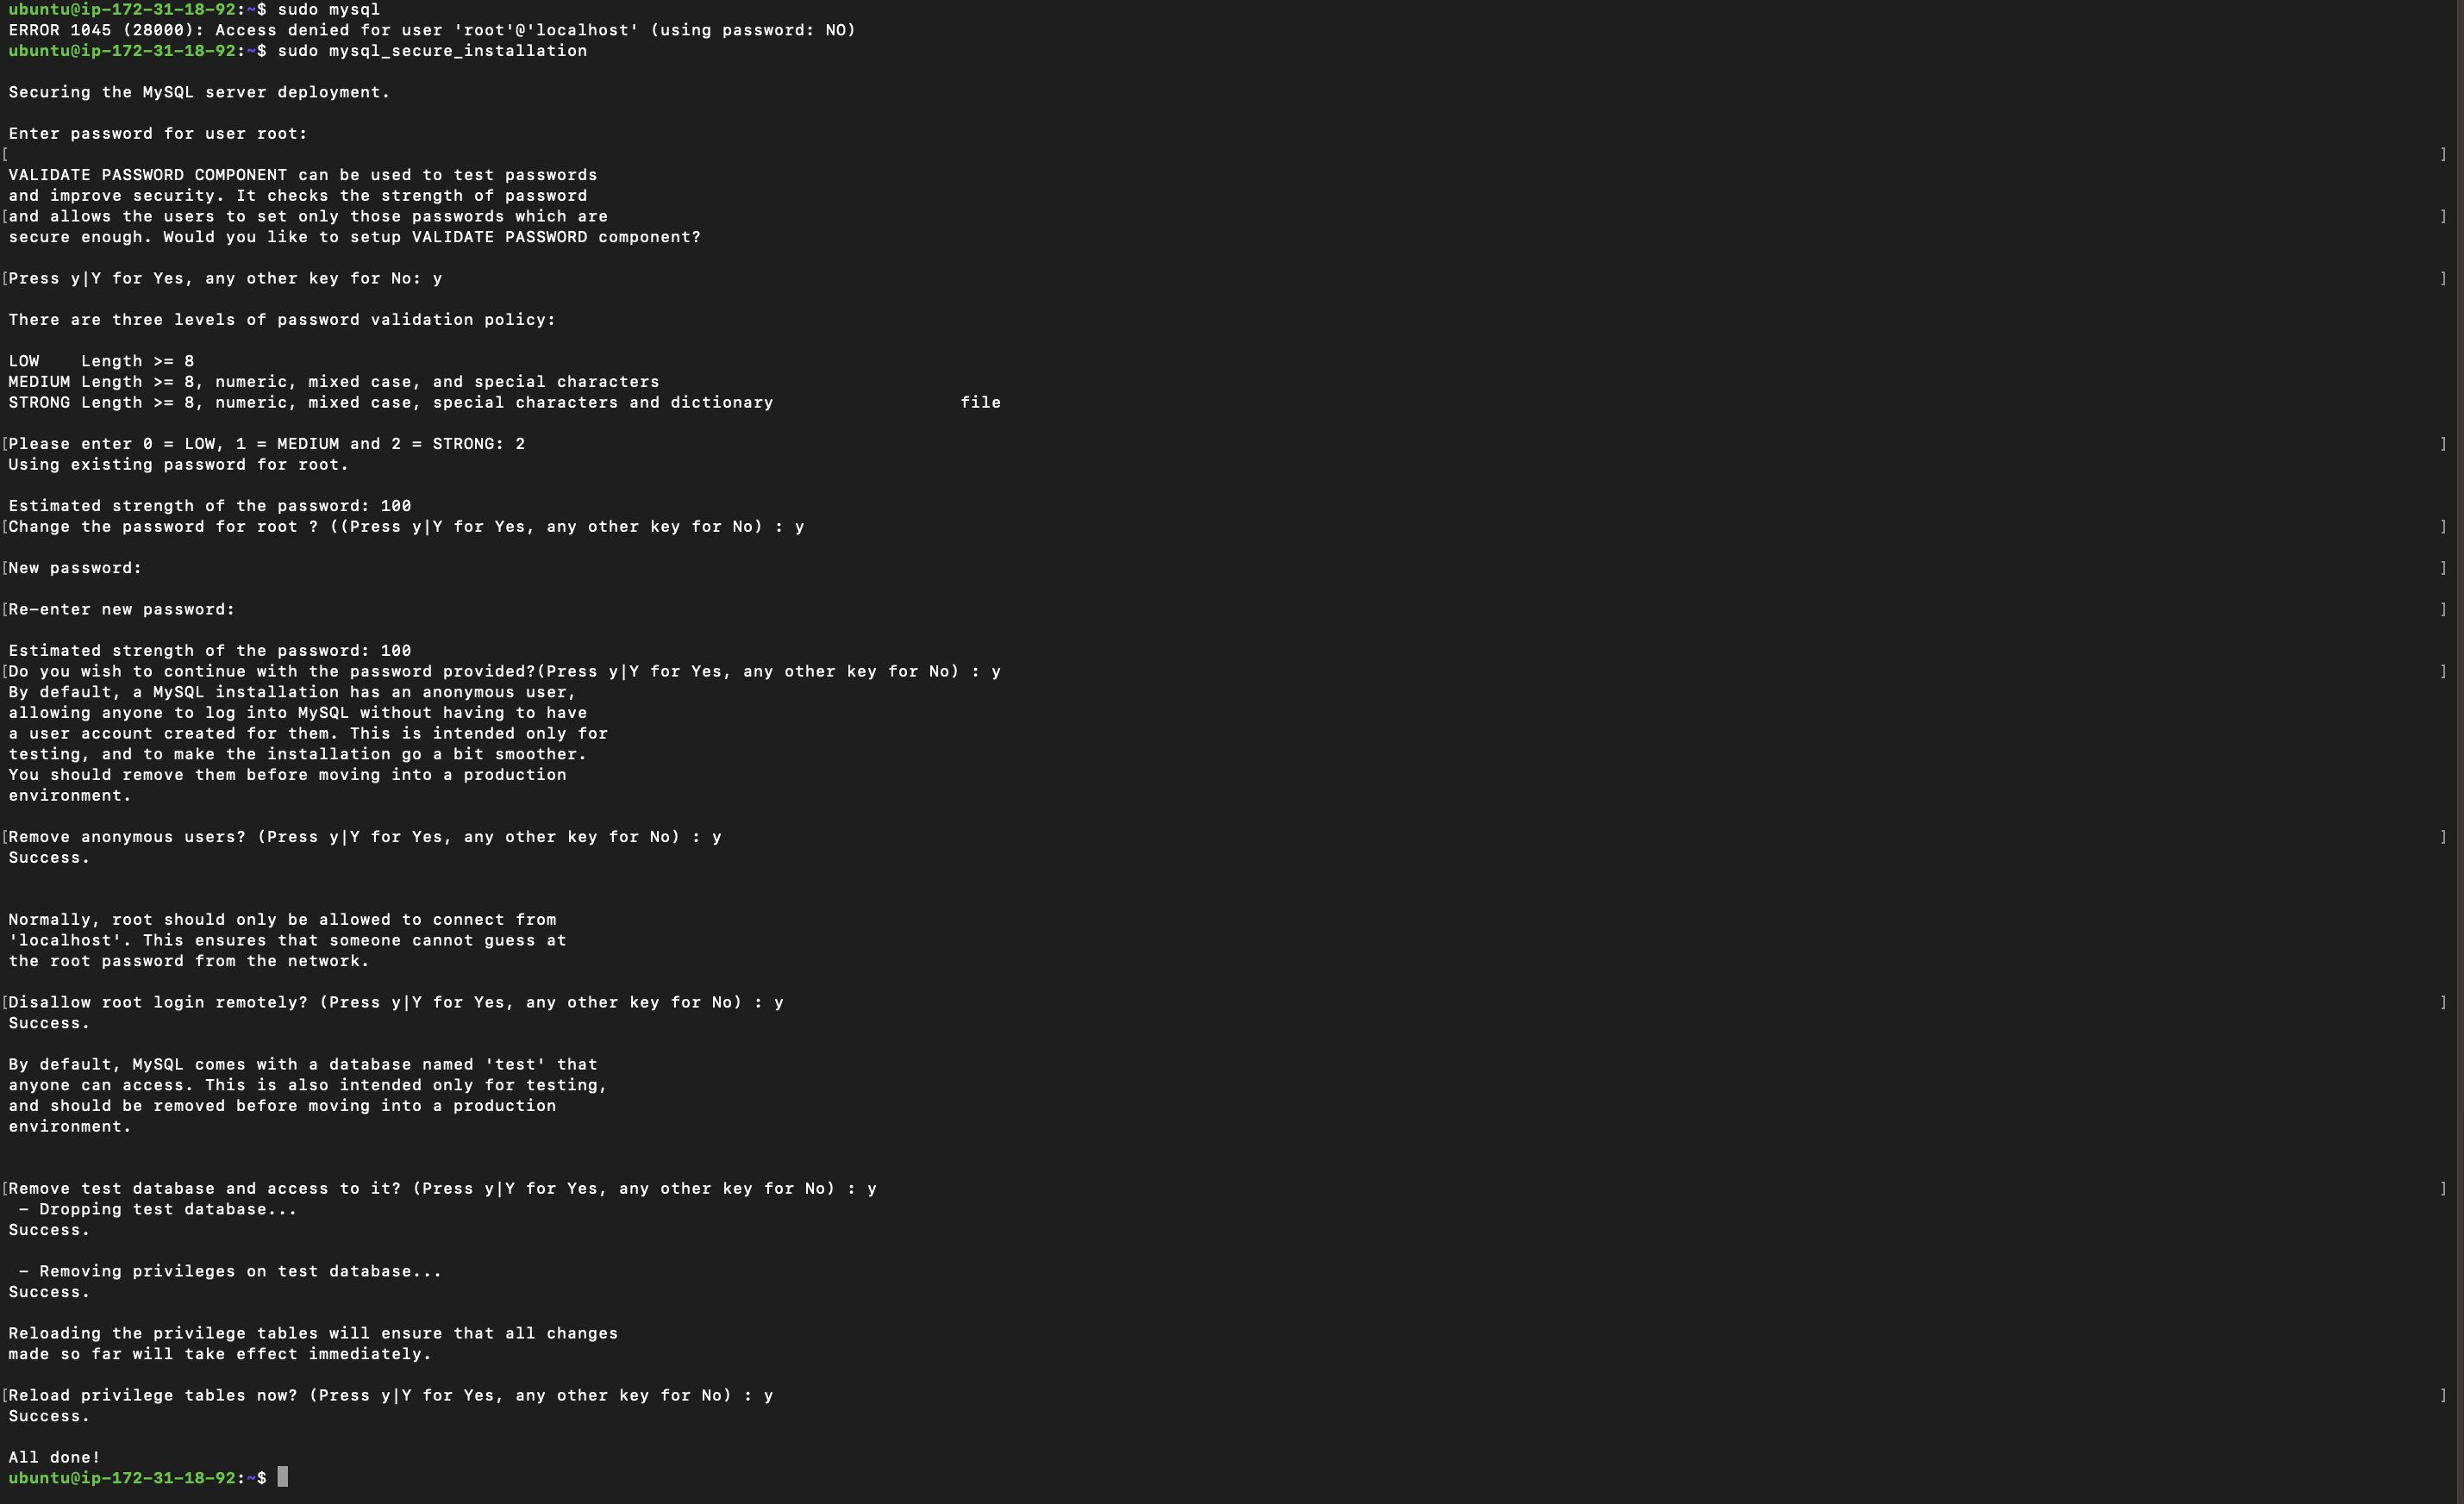 ubuntu@ip-172-31-18-92:~$ sudo mysql
ERROR 1045 (28000): Access denied for user 'root'@'localhost' (using password: NO)
ubuntu@ip-172-31-18-92:~$ sudo mysql_secure_installation
Securing the MySQL server deployment.
Enter password for user root:
[ ]
VALIDATE PASSWORD COMPONENT can be used to test passwords
and improve security. It checks the strength of password
[and allows the users to set only those passwords which are ]
secure enough. Would you like to setup VALIDATE PASSWORD component?
[Press y|Y for Yes, any other key for No: y ]
There are three levels of password validation policy:
LOW    Length >= 8
MEDIUM Length >= 8, numeric, mixed case, and special characters
STRONG Length >= 8, numeric, mixed case, special characters and dictionary                  file
[Please enter 0 = LOW, 1 = MEDIUM and 2 = STRONG: 2 ]
Using existing password for root.
Estimated strength of the password: 100
[Change the password for root ? ((Press y|Y for Yes, any other key for No) : y ]
[New password: ]
[Re-enter new password: ]
Estimated strength of the password: 100
[Do you wish to continue with the password provided?(Press y|Y for Yes, any other key for No) : y ]
By default, a MySQL installation has an anonymous user,
allowing anyone to log into MySQL without having to have
a user account created for them. This is intended only for
testing, and to make the installation go a bit smoother.
You should remove them before moving into a production
environment.
[Remove anonymous users? (Press y|Y for Yes, any other key for No) : y ]
Success.
Normally, root should only be allowed to connect from
'localhost'. This ensures that someone cannot guess at
the root password from the network.
[Disallow root login remotely? (Press y|Y for Yes, any other key for No) : y ]
Success.
By default, MySQL comes with a database named 'test' that
anyone can access. This is also intended only for testing,
and should be removed before moving into a production
environment.
[Remove test database and access to it? (Press y|Y for Yes, any other key for No) : y ]
 - Dropping test database...
Success.
 - Removing privileges on test database...
Success.
Reloading the privilege tables will ensure that all changes
made so far will take effect immediately.
[Reload privilege tables now? (Press y|Y for Yes, any other key for No) : y ]
Success.
All done!
ubuntu@ip-172-31-18-92:~$